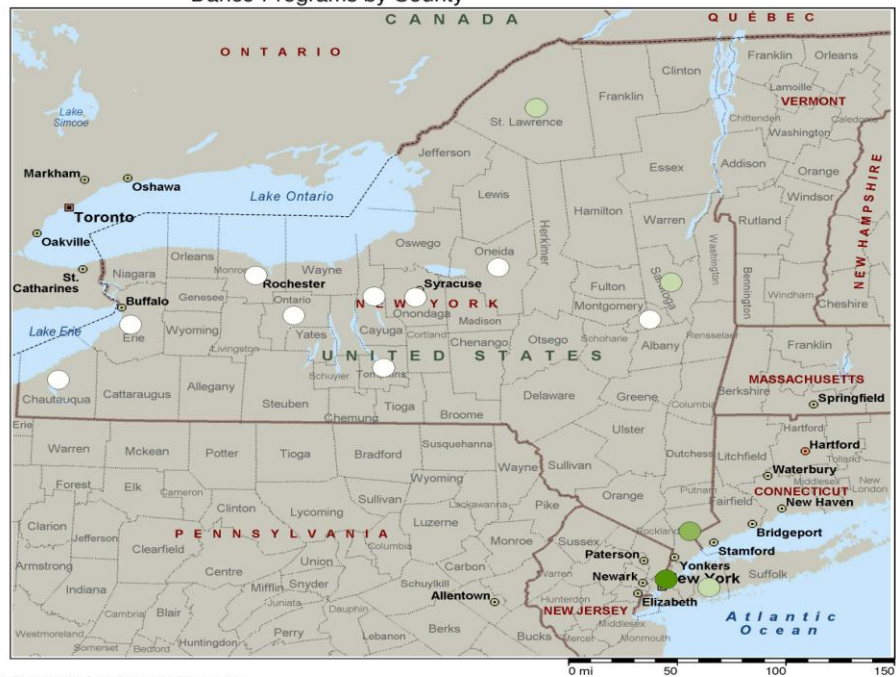 Dance Programs by County
CANADA
QUÉBEC
ONTARIO
Franklin
Orleans
Clinton
Lamoille
VERMONT
Lake
Simcoe
St. Lawrence
Franklin
Chittenden
Caledonia
Washington
Jefferson
Essex
Addison
Orange
Markham
Oshawa
Lake Ontario
Lewis
Windsor
NEW HAMPSHIRE
Toronto
Hamilton
Warren
Rutland
Oakville
Oswego
Oneida
Herkimer
Washington
Orleans
St.
Catharines
Niagara
Monroe
Wayne
Rochester
Syracuse
Saratoga
Bennington
Fulton
Windham
Cheshire
Buffalo
Genesee
Ontario
NEW YORK
Onondaga
Montgomery
Lake Erie
Erie
Wyoming
Yates
Cayuga
Madison
Cortland
Chenango
Otsego
Schoharie
Albany
Rensselaer
Livingston
UNITED STATES
Franklin
Schuyler
Tompkins
MASSACHUSETTS
Chautauqua
Cattaraugus
Allegany
Steuben
Tioga
Delaware
Greene
Columbia
Berkshire
Springfield
Chemung
Broome
Ulster
Hartford
Erie
Warren
Mckean
Potter
Tioga
Bradford
Susquehanna
Wayne
Sullivan
Dutchess
Litchfield
Hartford
Tolland
Waterbury
Wyoming
Forest
Elk
Cameron
Sullivan
Lackawanna
Pike
Orange
Putnam
Fairfield
Middlesex
New
London
CONNECTICUT
New Haven
Clinton
Lycoming
Luzerne
Clarion
Jefferson
PENNSYLVANIA
Columbia
Monroe
Sussex
Rockland
Bridgeport
Clearfield
Stamford
Armstrong
Centre
Union
Carbon
Paterson
Yonkers
Warren
Indiana
Mifflin
Snyder
Schuylkill
Newark
New York
Suffolk
Juniata
Allentown
Hunterdon
Elizabeth
Cambria
Blair
Dauphin
NEW JERSEY
Middlesex
Atlantic
Ocean
Westmoreland
Huntingdon
Perry
Lebanon
Berks
Bucks
Mercer
Monmouth
Somerset
Bedford
0 mi
50
100
150